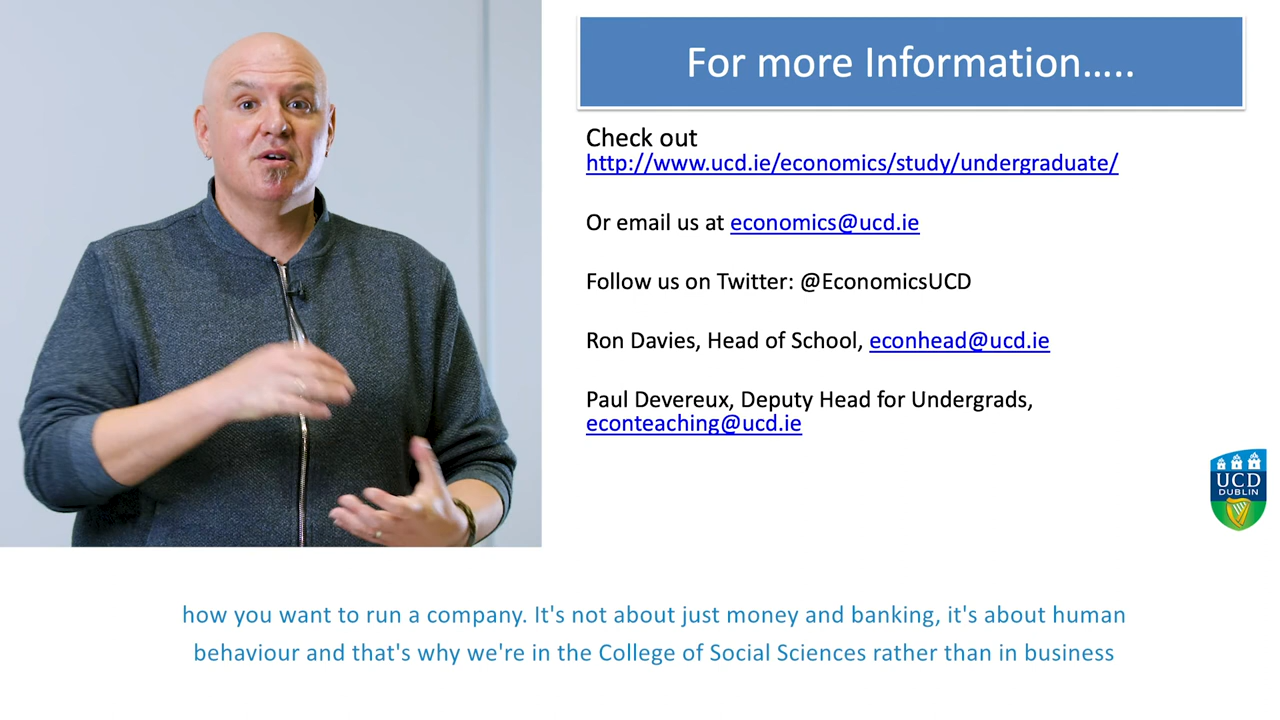 For more Information…..
Check out
http://www.ucd.ie/economics/study/undergraduate/
Or email us at economics@ucd.ie
Follow us on Twitter: @EconomicsUCD
Ron Davies, Head of School, econhead@ucd.ie
Paul Devereux, Deputy Head for Undergrads,
econteaching@ucd.ie
UCD
DUBLIN
how you want to run a company. It's not about just money and banking, it's about human
behaviour and that's why we're in the College of Social Sciences rather than in business